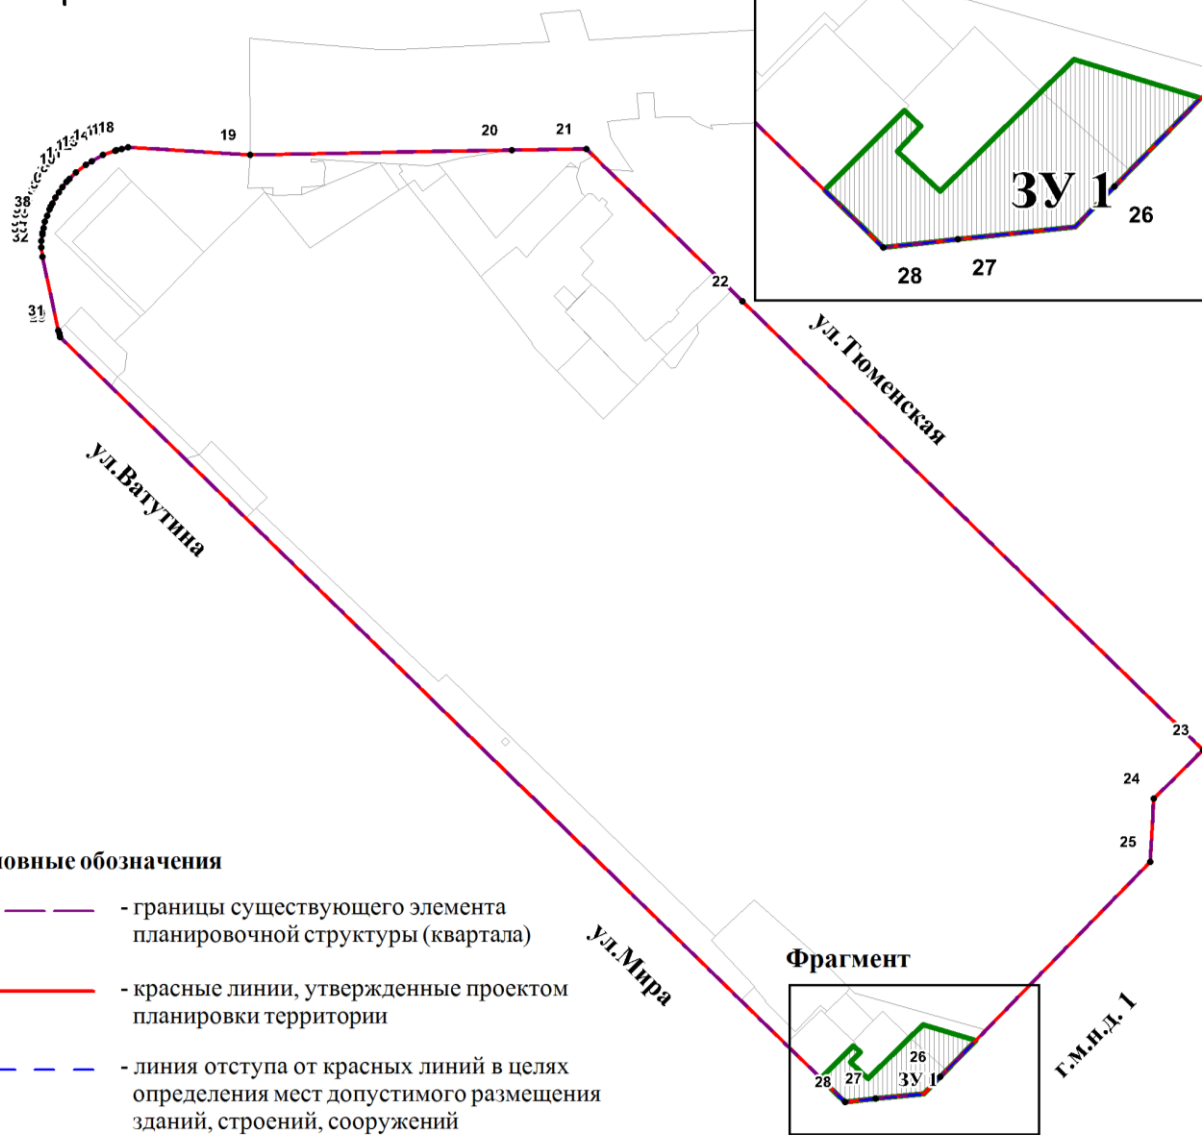 18
19
20
21
38
31
22
ЗУ 1
26
27
28
ул.Тюменская
ул.Ватутина
23
24
25
овные обозначения
- границы существующего элемента
планировочной структуры (квартала)
- красные линии, утвержденные проектом
планировки территории
- линия отступа от красных линий в целях
определения мест допустимого размещения
зданий, строений, сооружений
ул.Мира
Фрагмент
26
27
28
ЗУ 1
г.м.н.д. 1